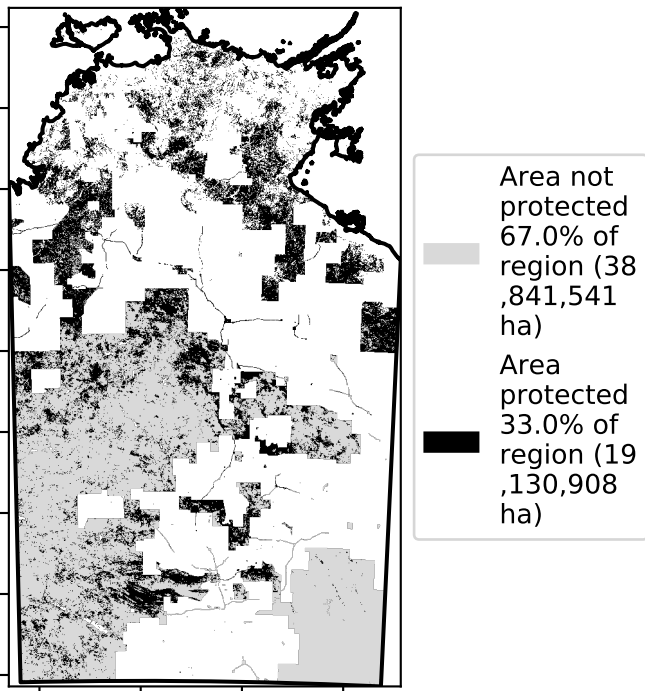 Area not
protected
67.0% of
region (38
,841,541
ha)
Area
protected
33.0% of
region (19
,130,908
ha)